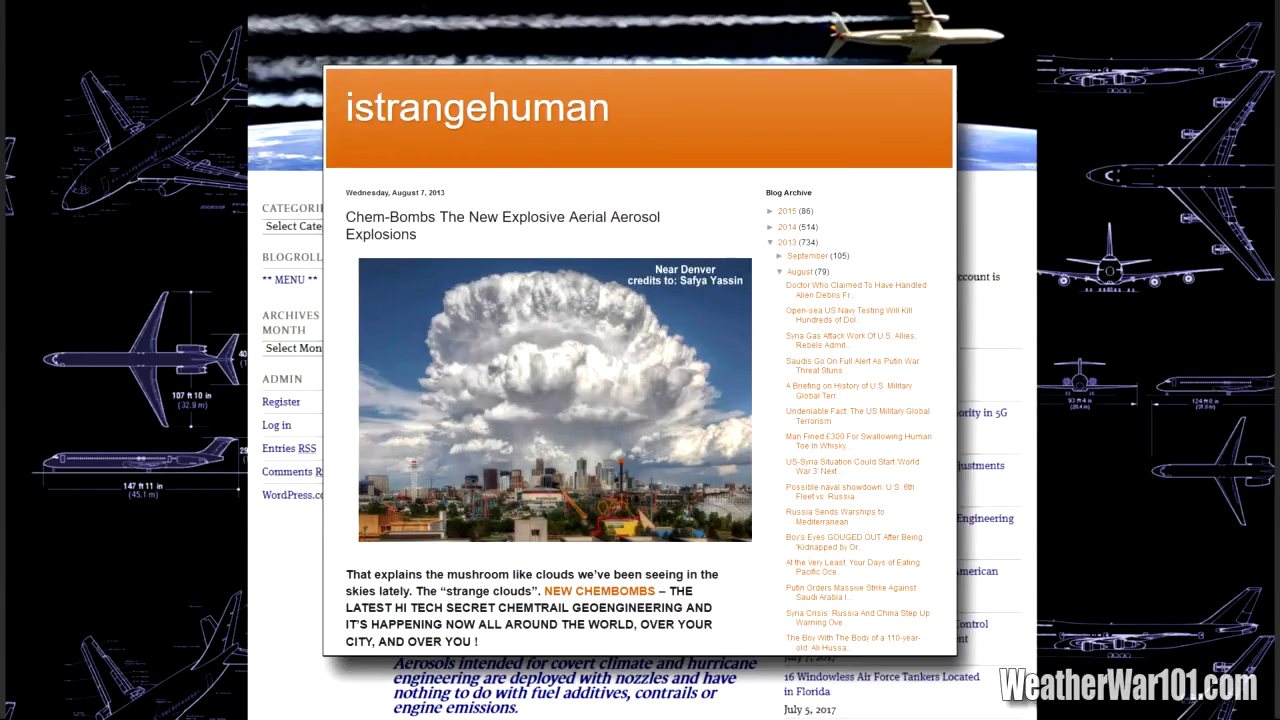 istrangehuman
Wednesday, August 7, 2013
Chem-Bombs The New Explosive Aerial Aerosol
Explosions
Near Denver
credits to: Safya Yassin
That explains the mushroom like clouds we’ve been seeing in the
skies lately. The “strange clouds”. NEW CHEMBOMBS – THE
LATEST HI TECH SECRET CHEMTRAIL GEOENGINEERING AND
IT’S HAPPENING NOW ALL AROUND THE WORLD, OVER YOUR
CITY, AND OVER YOU !
Blog Archive
► 2015 (86)
► 2014 (514)
▼ 2013 (734)
► September (105)
▼ August (79)
Doctor Who Claimed To Have Handled
Alien Debris Fr...
Open-sea US Navy Testing Will Kill
Hundreds of Dol...
Syria Gas Attack Work Of U.S. Allies,
Rebels Admit...
Saudis Go On Full Alert As Putin War
Threat Stuns
A Briefing on History of U.S. Military
Global Terr...
Undeniable Fact: The US Military Global
Terrorism
Man Fined £300 For Swallowing Human
Toe In Whisky...
US-Syria Situation Could Start 'World
War 3' Next...
Possible naval showdown: U.S. 6th
Fleet vs. Russia
Russia Sends Warships to
Mediterranean
Boy's Eyes GOUGED OUT After Being
'Kidnapped by Or...
At the Very Least, Your Days of Eating
Pacific Oce...
Putin Orders Massive Strike Against
Saudi Arabia I...
Syria Crisis: Russia And China Step Up
Warning Ove...
The Boy With The Body of a 110-year-
old: Ali Hussa...
CATEGORI
Select Cate
BLOGROLL
** MENU **
ARCHIVES
MONTH
Select Mon
ADMIN
Register
Log in
Entries RSS
Comments R
WordPress.co
107 ft 10 in
(32.9 m)
147 ft 11 in
(45.1 m)
count is
ority in 5G
justments
Engineering
American
Control
nt
July 7, 2017
16 Windowless Air Force Tankers Located
in Florida
July 5, 2017
93 ft 4 in
(28.4 m)
Aerosols intended for covert climate and hurricane
engineering are deployed with nozzles and have
nothing to do with fuel additives, contrails or
engine emissions.
WeatherWar101.com